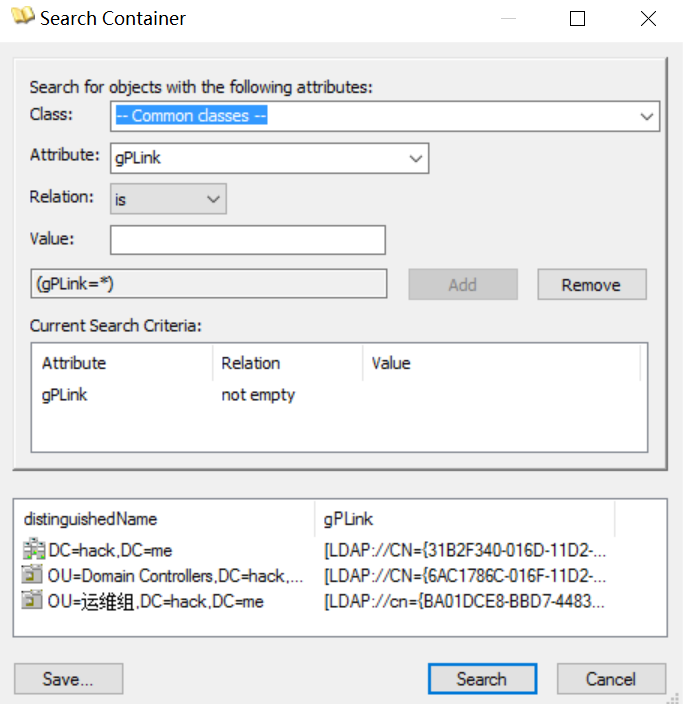 Search Container
Search for objects with the following attributes:
Class: -- Common classes --
Attribute: gPLink
Relation: is
Value:
(gPLink=*) Add Remove
Current Search Criteria:
Attribute Relation Value
gPLink not empty
distinguishedName gPLink
DC=hack,DC=me [LDAP://CN={31B2F340-016D-11D2-...
OU=Domain Controllers,DC=hack,... [LDAP://CN={6AC1786C-016F-11D2-...
OU=运维组,DC=hack,DC=me [LDAP://cn={BA01DCE8-BBD7-4483...
Save... Search Cancel